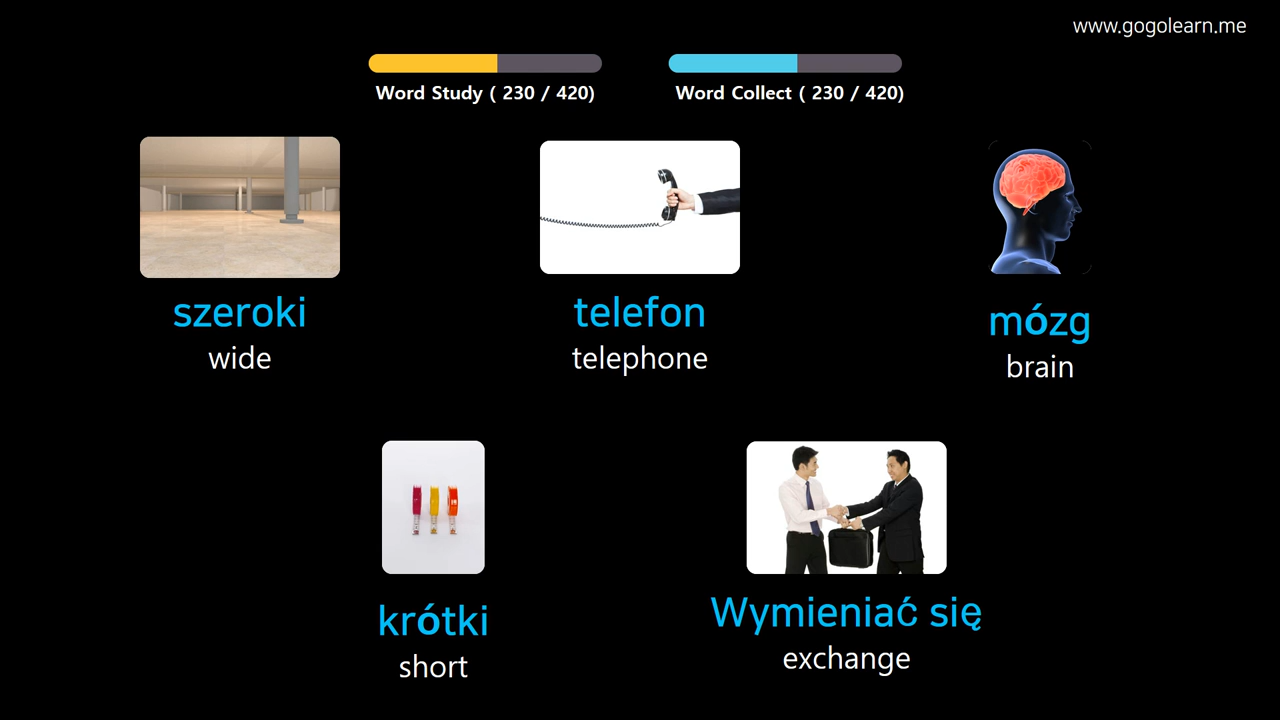 www.gogolearn.me
Word Study ( 230 / 420)
Word Collect ( 230 / 420)
szeroki
wide
telefon
telephone
mózg
brain
krótki
short
Wymieniać się
exchange